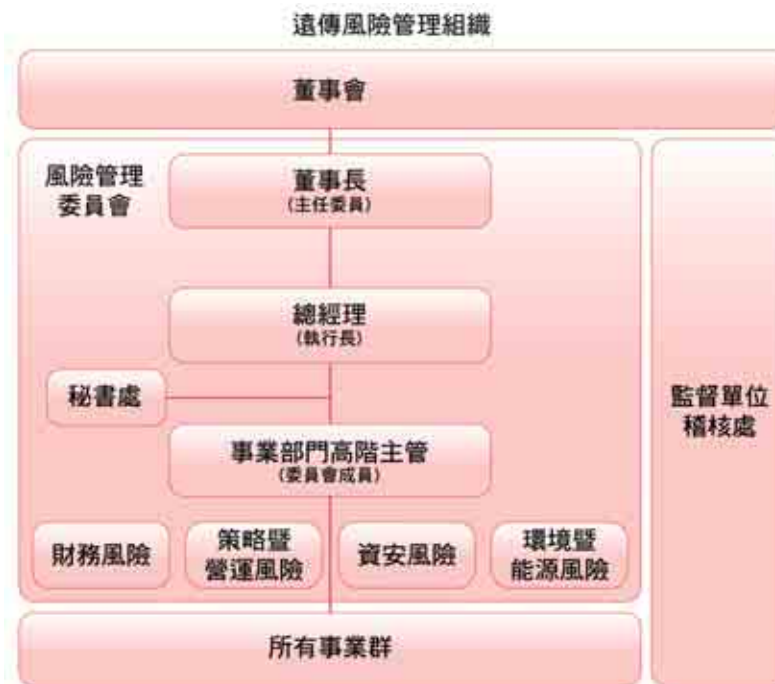 遠傳風險管理組織
董事會
風險管理
委員會
董事長
(主任委員)
總經理
(執行長)
秘書處
事業部門高階主管
(委員會成員)
財務風險
策略暨
營運風險
資安風險
環境暨
能源風險
所有事業群
監督單位
稽核處